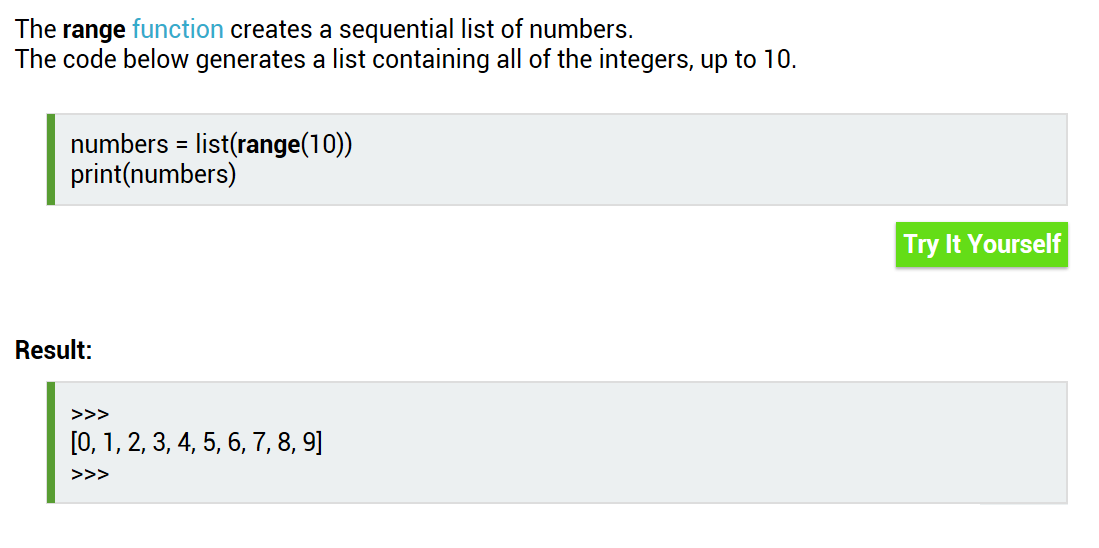 The range function creates a sequential list of numbers.
The code below generates a list containing all of the integers, up to 10.
numbers = list(range(10))
print(numbers)
Try It Yourself
Result:
>>>
[0, 1, 2, 3, 4, 5, 6, 7, 8, 9]
>>>